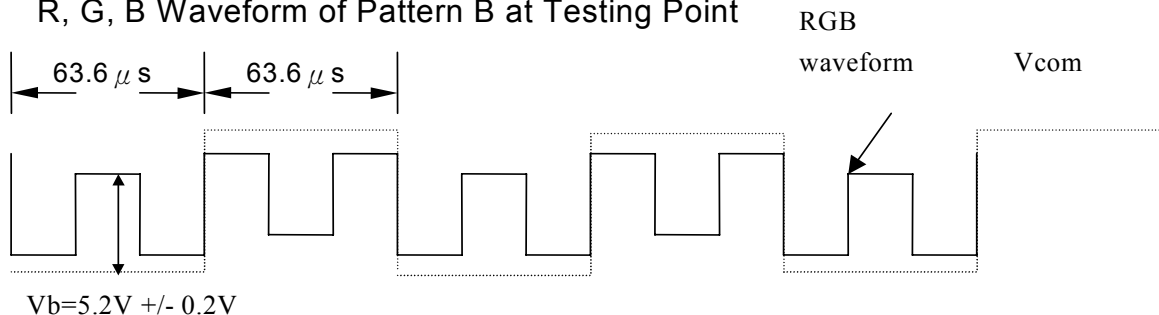 R, G, B Waveform of Pattern B at Testing Point
RGB
waveform
Vcom
63.6 μ s
63.6 μ s
Vb=5.2V +/- 0.2V